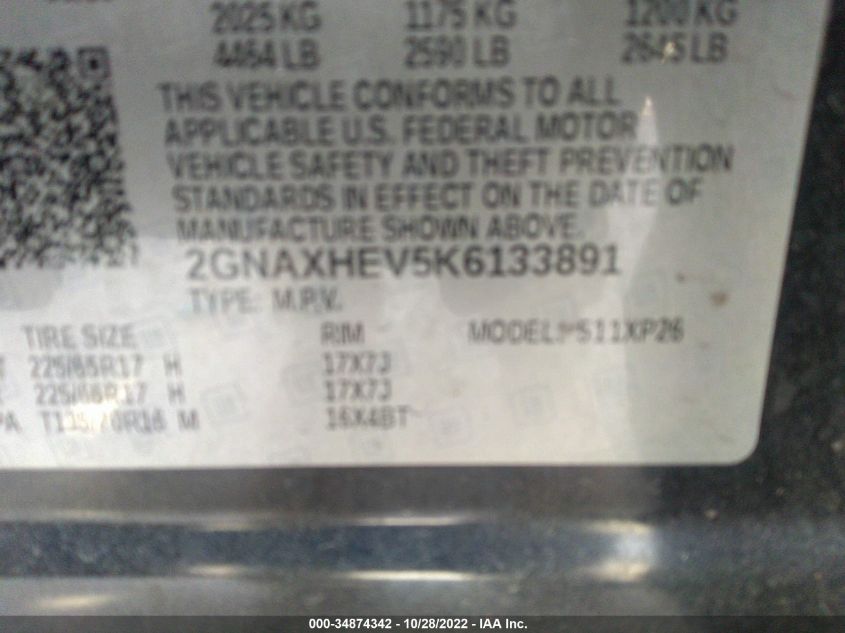 2025 KG 1175 KG 1200 KG
4464 LB 2590 LB 2645 LB
THIS VEHICLE CONFORMS TO ALL
APPLICABLE U.S. FEDERAL MOTOR
VEHICLE SAFETY AND THEFT PREVENTION
STANDARDS IN EFFECT ON THE DATE OF
MANUFACTURE SHOWN ABOVE.
2GNAXHEV5K6133891
TYPE: M.P.V.
TIRE SIZE RIM MODEL: 511XP26
225/65R17 H 17X7J
225/65R17 H 17X7J
M 16X4BT
000-34874342 - 10/28/2022 - IAA Inc.